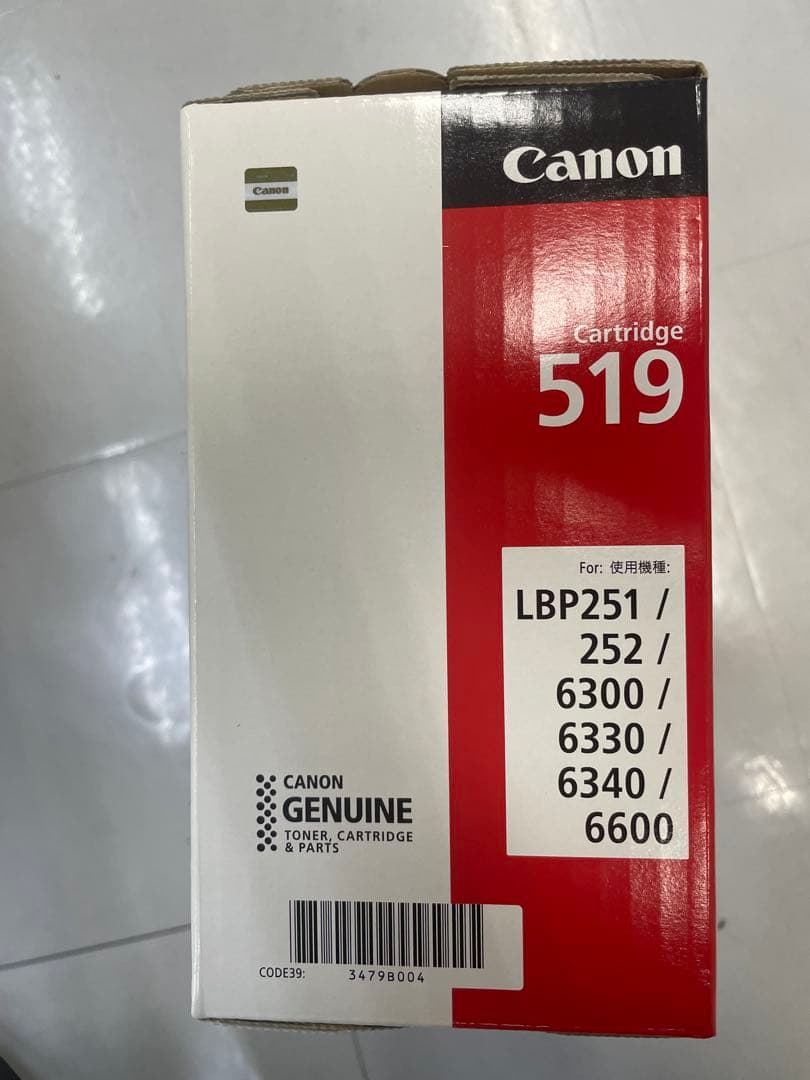 Canon
Canon
Cartridge
519
For: 使用機種:
LBP251 /
252 /
6300 /
6330 /
6340 /
6600
CANON
GENUINE
TONER, CARTRIDGE
& PARTS
CODE39:
3479B004